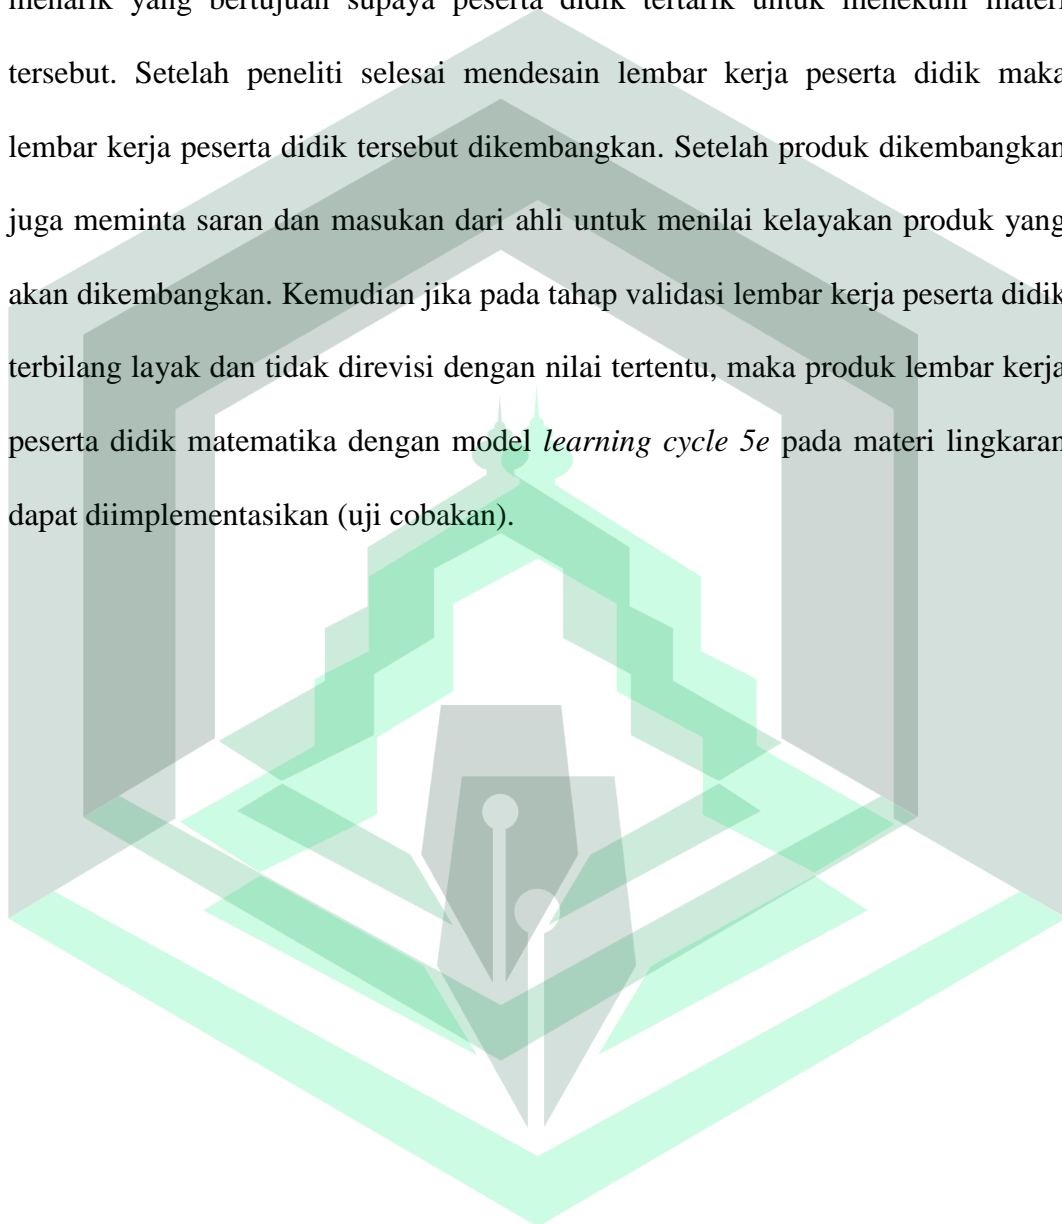 menarik yang bertujuan supaya peserta didik tertarik untuk menekuni materi
tersebut. Setelah peneliti selesai mendesain lembar kerja peserta didik maka
lembar kerja peserta didik tersebut dikembangkan. Setelah produk dikembangkan
juga meminta saran dan masukan dari ahli untuk menilai kelayakan produk yang
akan dikembangkan. Kemudian jika pada tahap validasi lembar kerja peserta didik
terbilang layak dan tidak direvisi dengan nilai tertentu, maka produk lembar kerja
peserta didik matematika dengan model learning cycle 5e pada materi lingkaran
dapat diimplementasikan (uji cobakan).